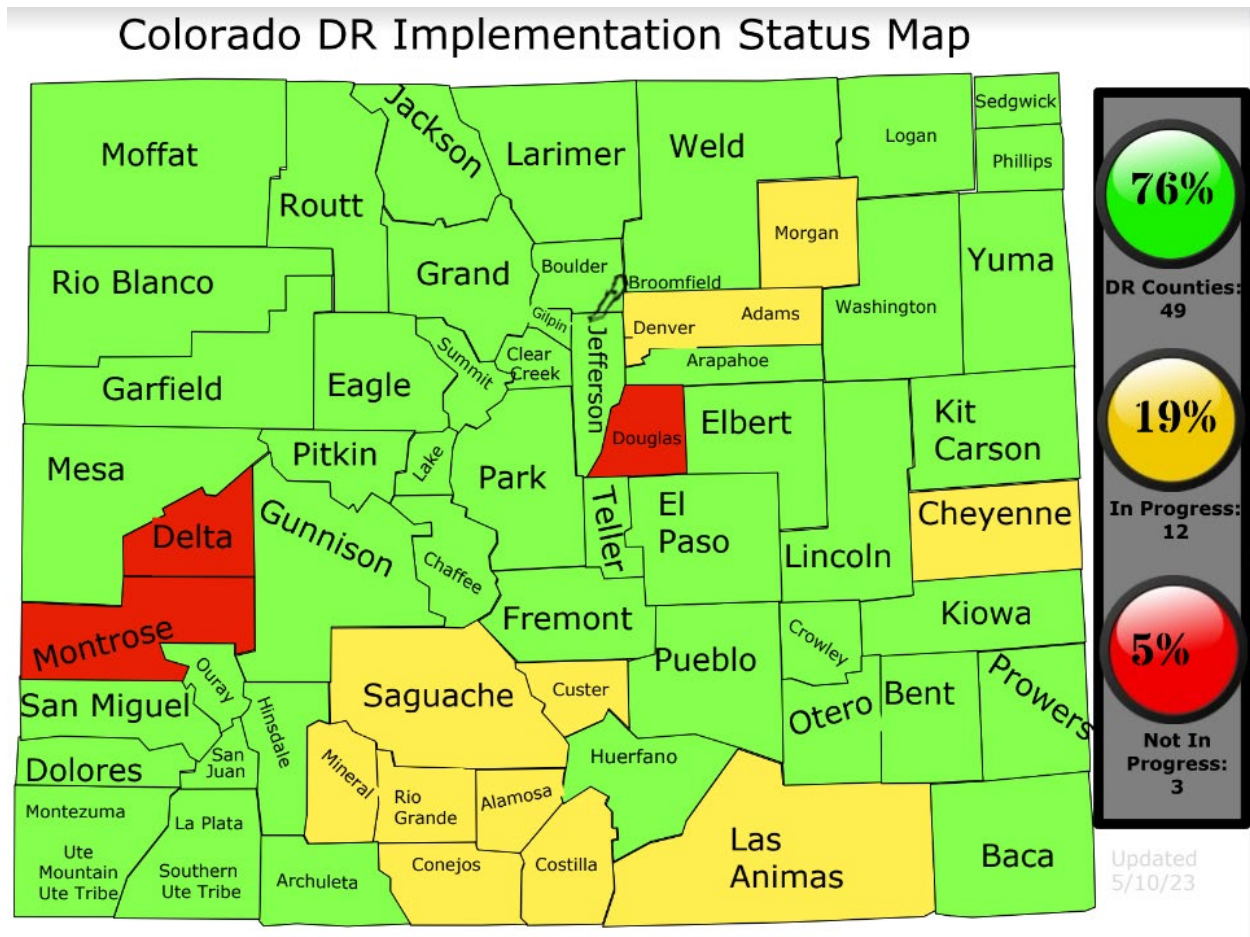 Colorado DR Implementation Status Map
Moffat
Routt
Jackson
Larimer
Weld
Logan
Sedgwick
Phillips
Morgan
Rio Blanco
Grand
Boulder
Broomfield
Washington
Yuma
Gilpin
Denver
Adams
Garfield
Eagle
Summit
Clear
Creek
Jefferson
Arapahoe
Mesa
Pitkin
Lake
Park
Douglas
Elbert
Kit
Carson
Delta
Gunnison
Chaffee
Teller
El
Paso
Lincoln
Cheyenne
Montrose
Fremont
Kiowa
San Miguel
Ouray
Hinsdale
Saguache
Custer
Pueblo
Crowley
Otero
Bent
Prowers
Dolores
San
Juan
Mineral
Rio
Grande
Alamosa
Huerfano
Montezuma
La Plata
Ute
Mountain
Ute Tribe
Southern
Ute Tribe
Archuleta
Conejos
Costilla
Las
Animas
Baca
76%
DR Counties:
49
19%
In Progress:
12
5%
Not In
Progress:
3
Updated
5/10/23